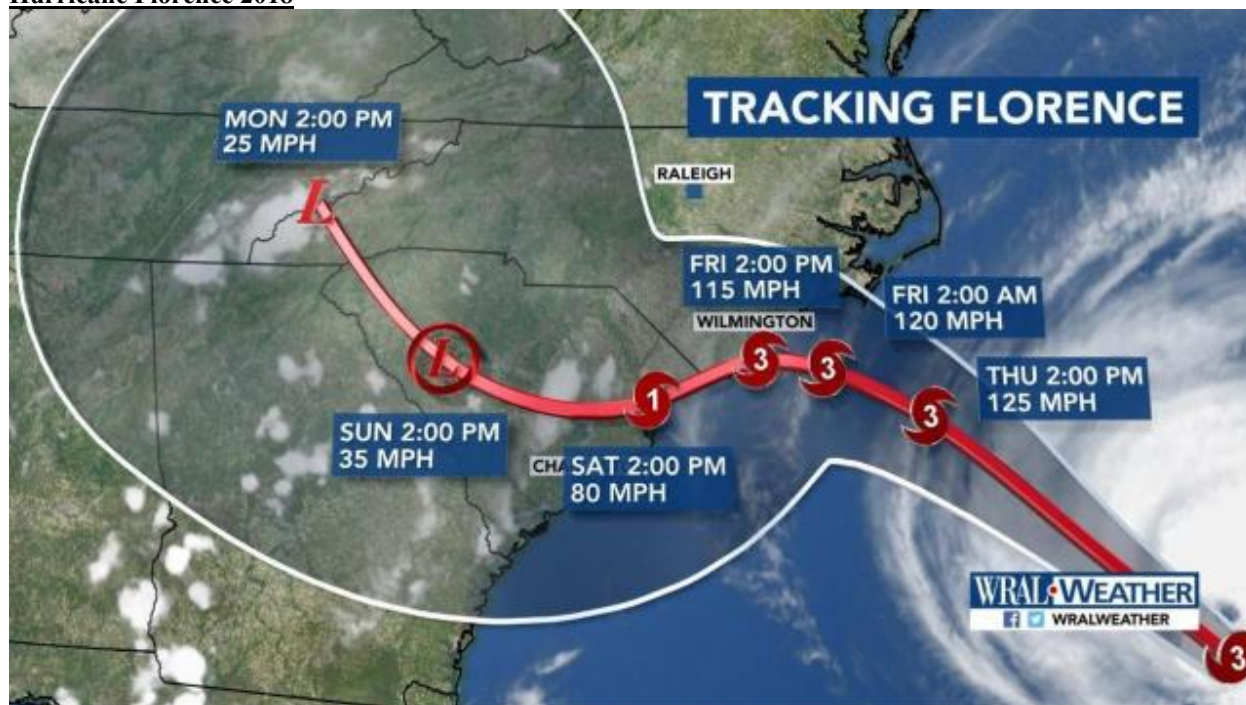 Hurricane Florence 2018
TRACKING FLORENCE
MON 2:00 PM
25 MPH
L
RALEIGH
FRI 2:00 PM
115 MPH
WILMINGTON
FRI 2:00 AM
120 MPH
THU 2:00 PM
125 MPH
3
3
3
1
L
SUN 2:00 PM
35 MPH
CHA
SAT 2:00 PM
80 MPH
WRAL WEATHER
WRALWEATHER
3